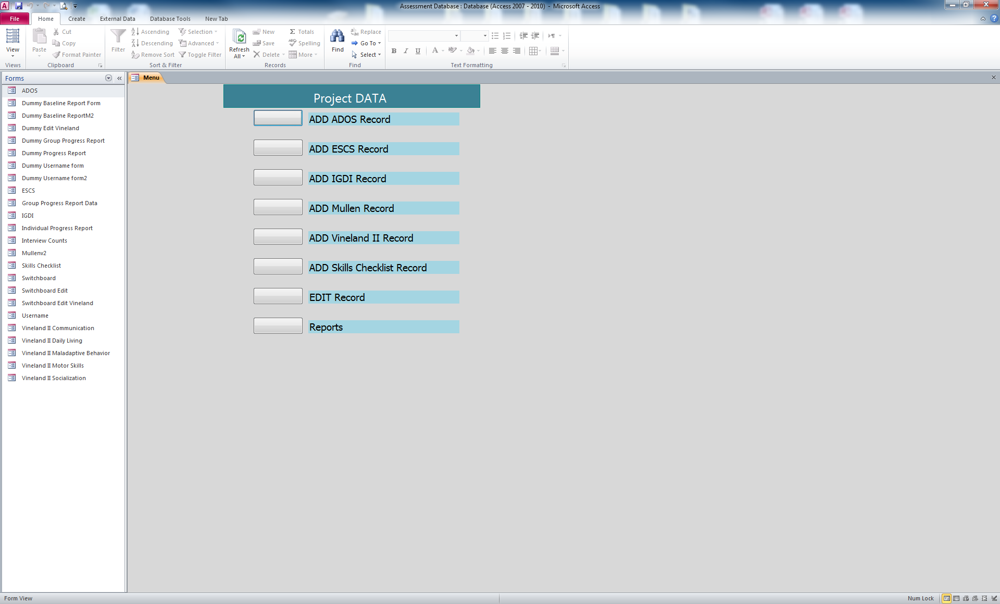 Assessment Database : Database (Access 2007 - 2010) - Microsoft Access
File Home Create External Data Database Tools New Tab
View
Views
Paste
Cut
Copy
Format Painter
Clipboard
Filter
Ascending
Descending
Remove Sort
Selection
Advanced
Toggle Filter
Sort & Filter
Refresh
All
New
Save
Delete
Totals
Spelling
More
Records
Find
Replace
Go To
Select
Find
B I U A
Text Formatting
Forms
ADOS
Dummy Baseline Report Form
Dummy Baseline ReportM2
Dummy Edit Vineland
Dummy Group Progress Report
Dummy Progress Report
Dummy Username form
Dummy Username form2
ESCS
Group Progress Report Data
IGDI
Individual Progress Report
Interview Counts
Mullenv2
Skills Checklist
Switchboard
Switchboard Edit
Switchboard Edit Vineland
Username
Vineland II Communication
Vineland II Daily Living
Vineland II Maladaptive Behavior
Vineland II Motor Skills
Vineland II Socialization
Menu
Project DATA
ADD ADOS Record
ADD ESCS Record
ADD IGDI Record
ADD Mullen Record
ADD Vineland II Record
ADD Skills Checklist Record
EDIT Record
Reports
Form View
Num Lock